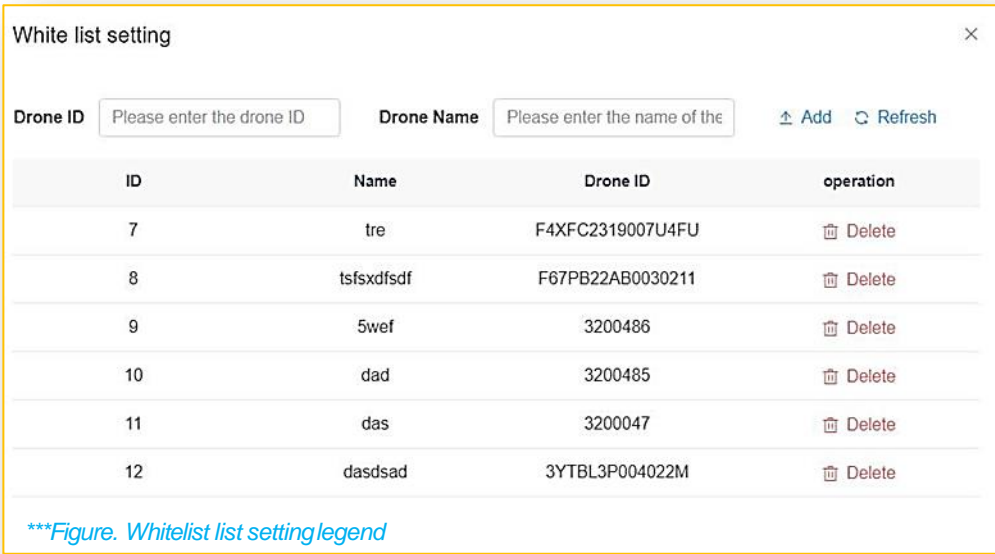 White list setting
Drone ID Please enter the drone ID Drone Name Please enter the name of the Add Refresh
ID Name Drone ID operation
7 tre F4XFC2319007U4FU Delete
8 tsfsxdfsdf F67PB22AB0030211 Delete
9 5wef 3200486 Delete
10 dad 3200485 Delete
11 das 3200047 Delete
12 dasdsad 3YTBL3P004022M Delete
***Figure. Whitelist list setting legend